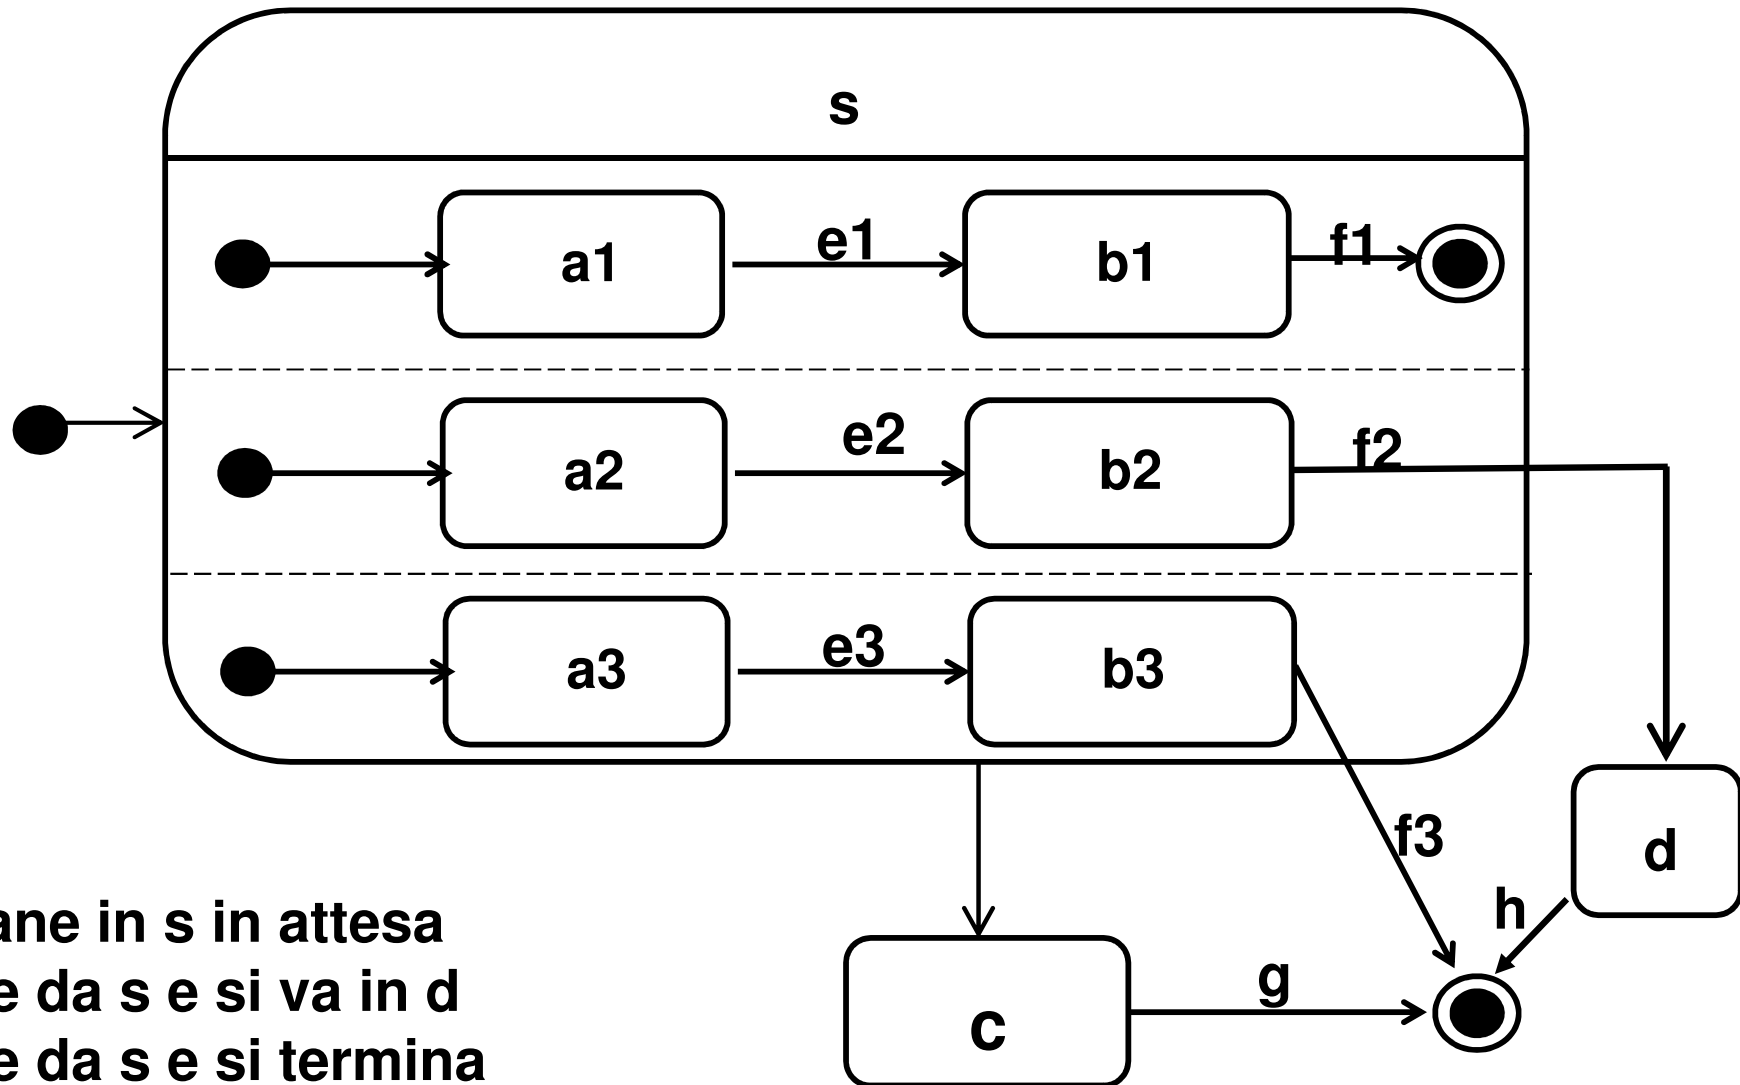 s
a1
e1
b1
f1
a2
e2
b2
f2
a3
e3
b3
f3
d
h
g
c
in s in attesa
da s e si va in d
da s e si termina